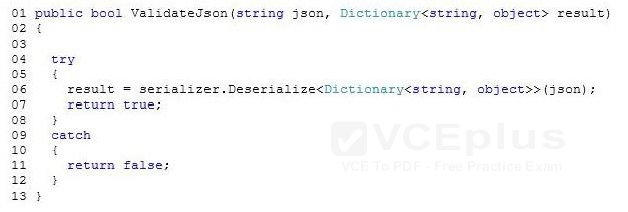 01 public bool ValidateJson(string json, Dictionary<string, object> result)
02 {
03
04 try
05 {
06 result = serializer.Deserialize<Dictionary<string, object>>(json);
07 return true;
08 }
09 catch
10 {
11 return false;
12 }
13 }
VCEplus
VCE To PDF - Free Practice Exam